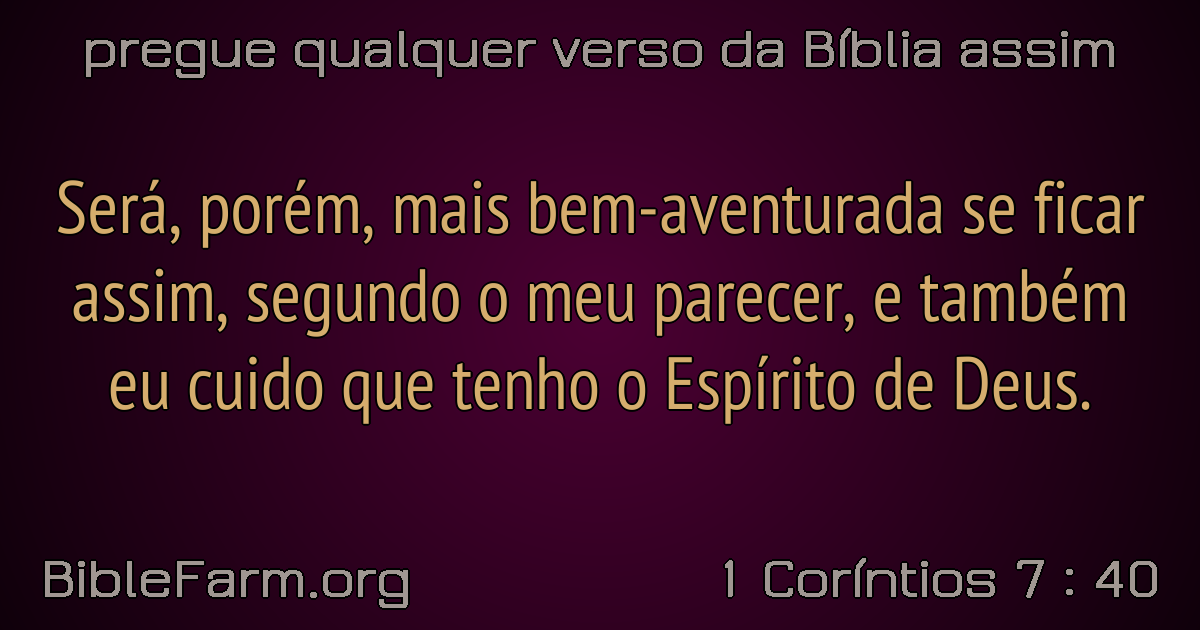 pregue qualquer verso da Bíblia assim
Será, porém, mais bem-aventurada se ficar
assim, segundo o meu parecer, e também
eu cuido que tenho o Espírito de Deus.
BibleFarm.org
1 Coríntios 7 : 40